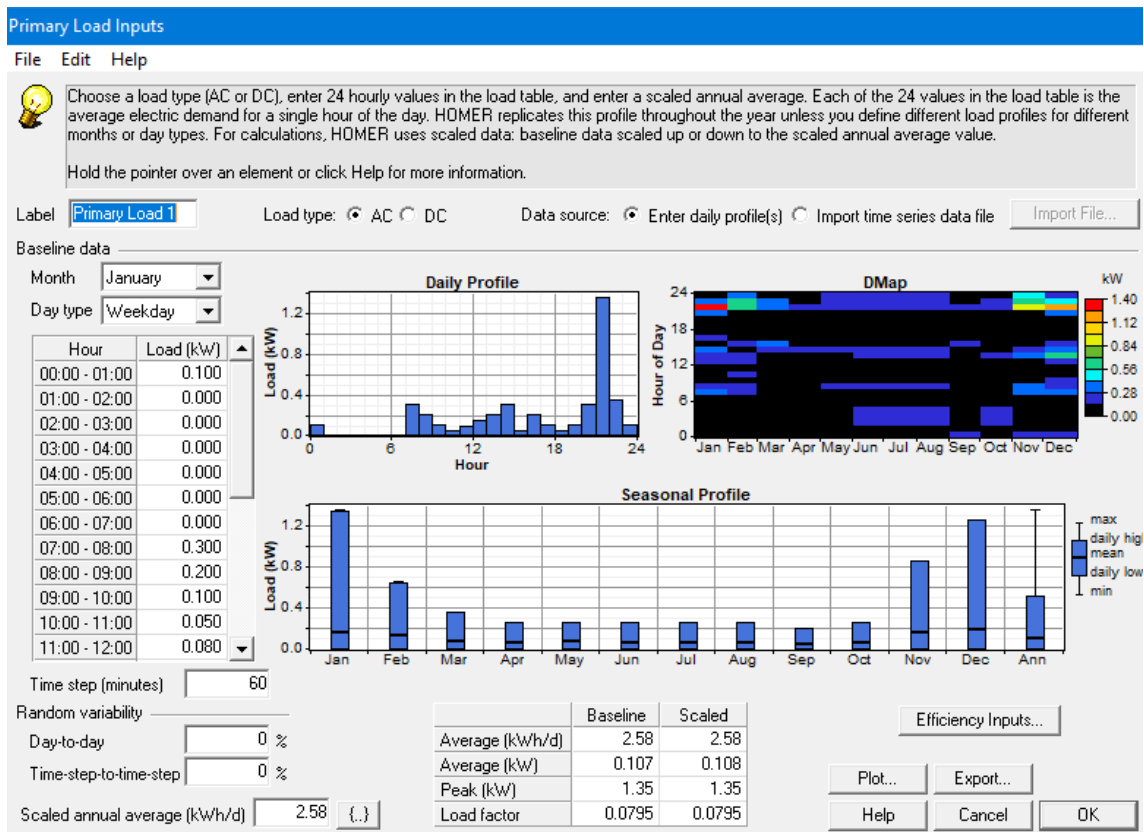 Primary Load Inputs
File Edit Help
Choose a load type (AC or DC), enter 24 hourly values in the load table, and enter a scaled annual average. Each of the 24 values in the load table is the
average electric demand for a single hour of the day. HOMER replicates this profile throughout the year unless you define different load profiles for different
months or day types. For calculations, HOMER uses scaled data: baseline data scaled up or down to the scaled annual average value.
Hold the pointer over an element or click Help for more information.
Label Primary Load 1 Load type: AC DC Data source: Enter daily profile(s) Import time series data file Import File...
Baseline data
Month January
Day type Weekday
Hour Load (kW)
00:00 - 01:00 0.100
01:00 - 02:00 0.000
02:00 - 03:00 0.000
03:00 - 04:00 0.000
04:00 - 05:00 0.000
05:00 - 06:00 0.000
06:00 - 07:00 0.000
07:00 - 08:00 0.300
08:00 - 09:00 0.200
09:00 - 10:00 0.100
10:00 - 11:00 0.050
11:00 - 12:00 0.080
Daily Profile
Load (kW)
1.2
0.8
0.4
0.0
0 6 12 18 24
Hour
DMap
Hour of Day
24
18
12
6
0
Jan Feb Mar Apr May Jun Jul Aug Sep Oct Nov Dec
kW
1.40
1.12
0.84
0.56
0.28
0.00
Seasonal Profile
Load (kW)
1.2
0.8
0.4
0.0
Jan Feb Mar Apr May Jun Jul Aug Sep Oct Nov Dec Ann
max
daily high
mean
daily low
min
Time step (minutes) 60
Random variability
Day-to-day 0 %
Time-step-to-time-step 0 %
Scaled annual average (kWh/d) 2.58 {..}
Baseline Scaled
Average (kWh/d) 2.58 2.58
Average (kW) 0.107 0.108
Peak (kW) 1.35 1.35
Load factor 0.0795 0.0795
Efficiency Inputs...
Plot... Export...
Help Cancel OK